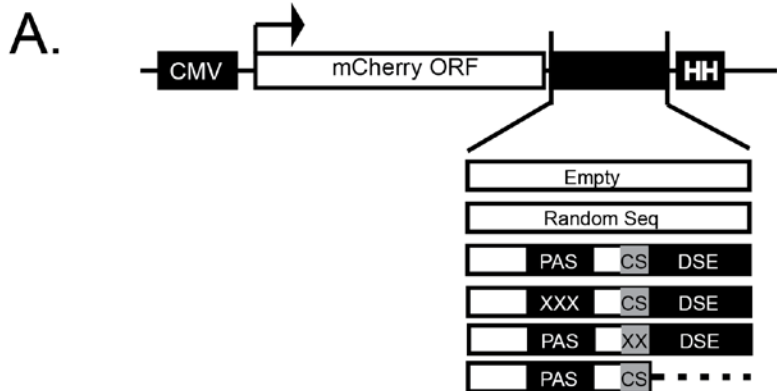 A.
CMV mCherry ORF HH
Empty
Random Seq
PAS CS DSE
XXX CS DSE
PAS XX DSE
PAS CS